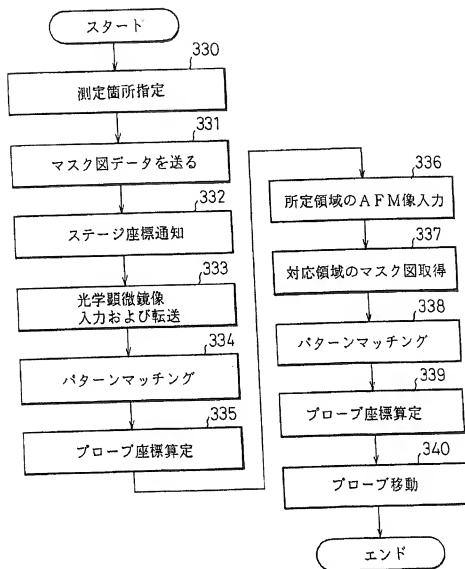 スタート
330
測定箇所指定
331
マスク図データを送る
332
ステージ座標通知
333
光学顕微鏡像
入力および転送
334
パターンマッチング
335
プローブ座標算定
336
所定領域のAFM像入力
337
対応領域のマスク図取得
338
パターンマッチング
339
プローブ座標算定
340
プローブ移動
エンド